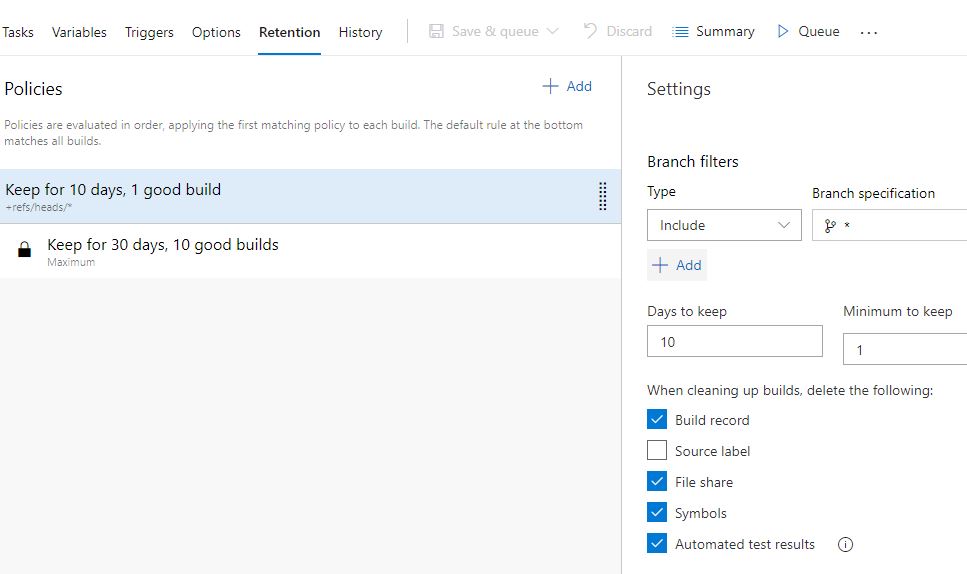 Tasks Variables Triggers Options Retention History Save & queue Discard Summary Queue ...
Policies + Add
Policies are evaluated in order, applying the first matching policy to each build. The default rule at the bottom
matches all builds.
Keep for 10 days, 1 good build
+refs/heads/*
Keep for 30 days, 10 good builds
Maximum
Settings
Branch filters
Type Branch specification
Include *
+ Add
Days to keep Minimum to keep
10 1
When cleaning up builds, delete the following:
Build record
Source label
File share
Symbols
Automated test results